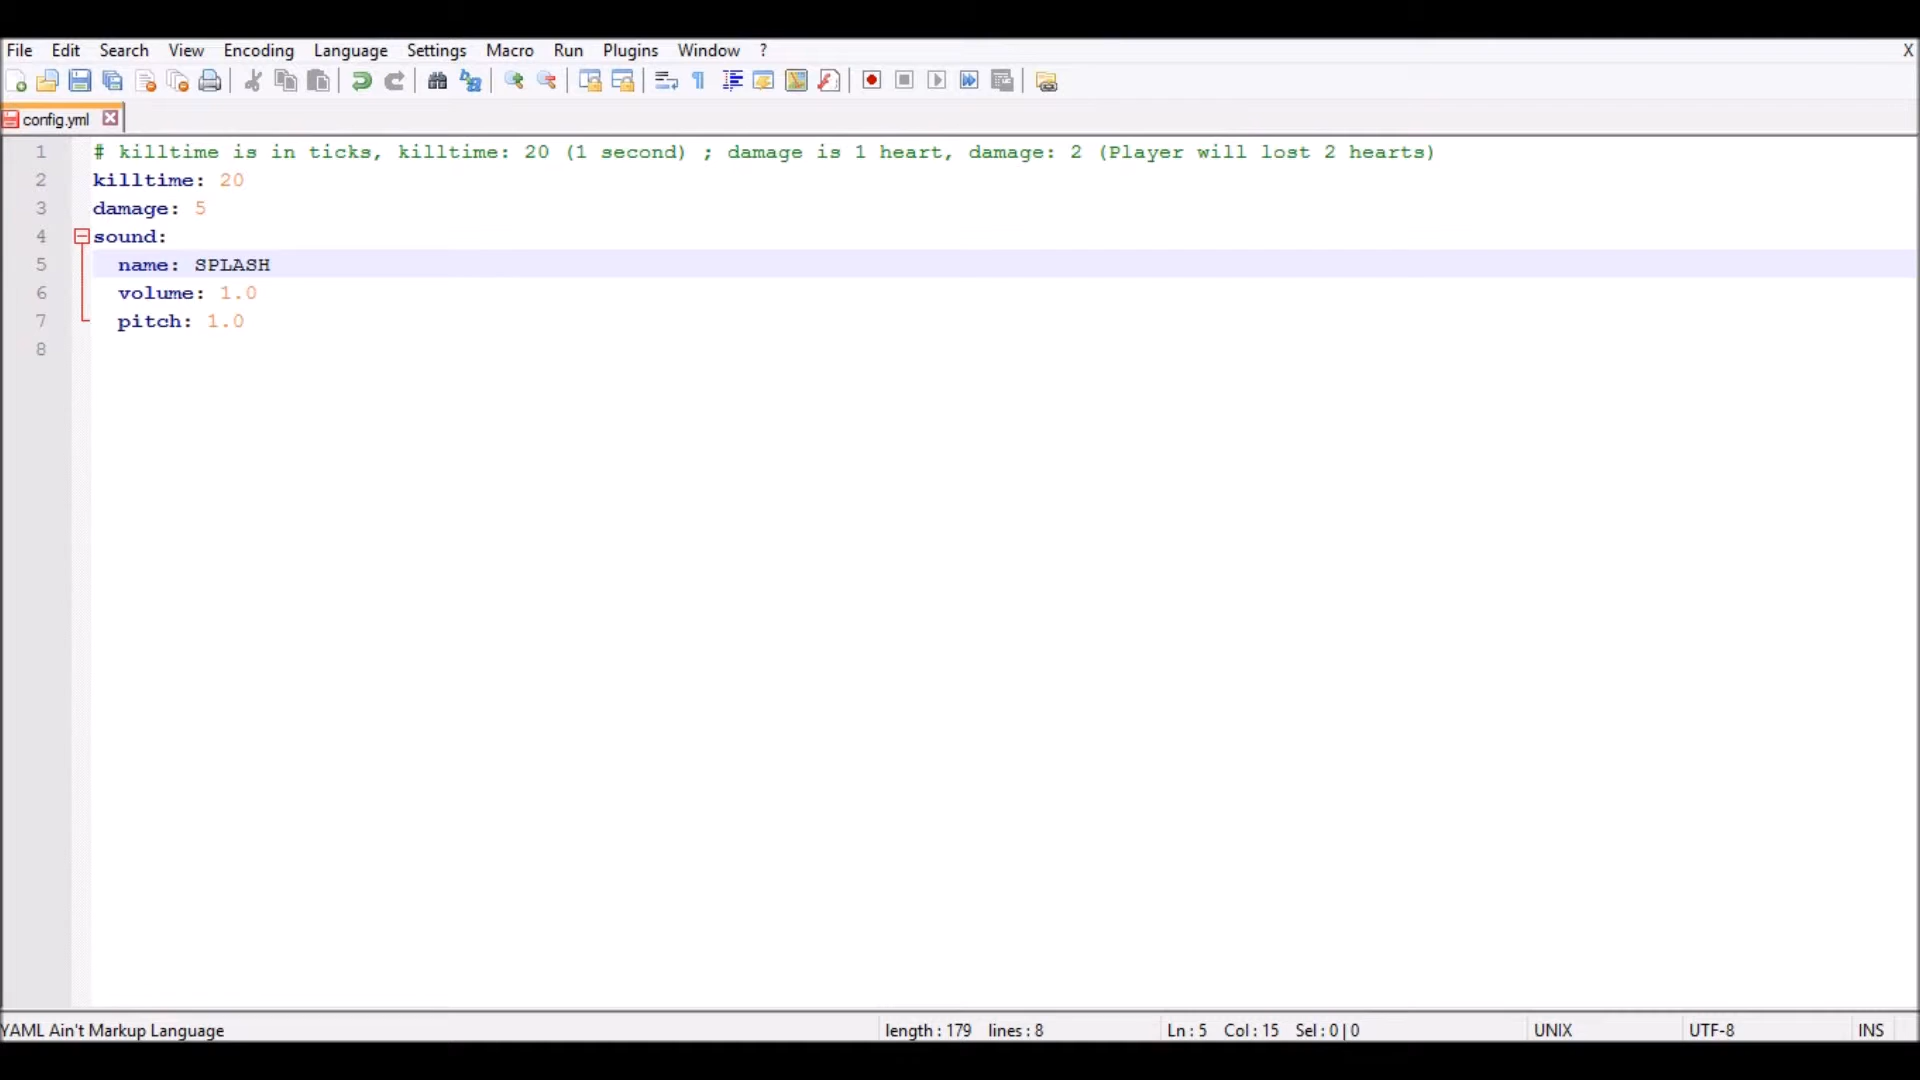 File Edit Search View Encoding Language Settings Macro Run Plugins Window ? X
config.yml
1 # killtime is in ticks, killtime: 20 (1 second) ; damage is 1 heart, damage: 2 (Player will lost 2 hearts)
2 killtime: 20
3 damage: 5
4 sound:
5 name: SPLASH
6 volume: 1.0
7 pitch: 1.0
8
YAML Ain't Markup Language length : 179 lines : 8 Ln : 5 Col : 15 Sel : 0 | 0 UNIX UTF-8 INS